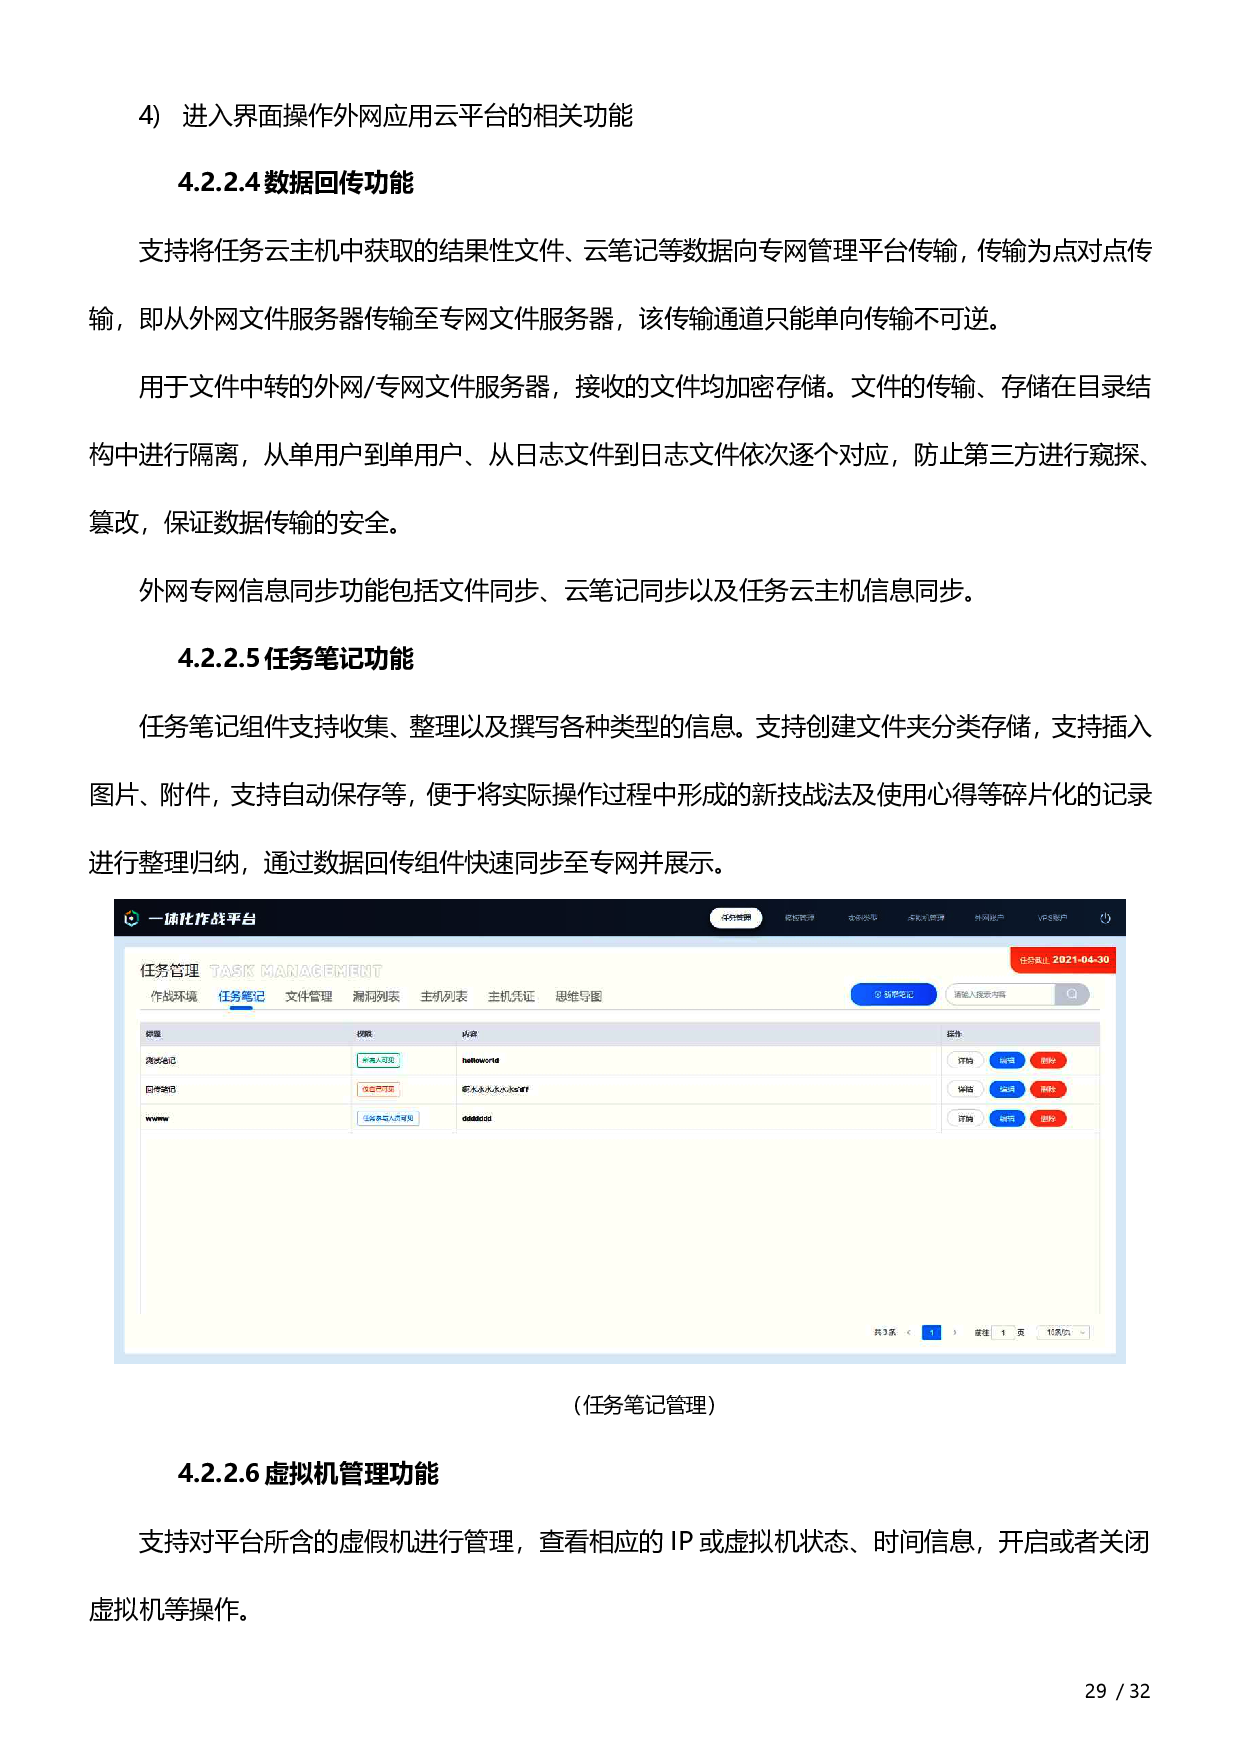 4) 进入界面操作外网应用云平台的相关功能
4.2.2.4数据回传功能
支持将任务云主机中获取的结果性文件、云笔记等数据向专网管理平台传输，传输为点对点传
输，即从外网文件服务器传输至专网文件服务器，该传输通道只能单向传输不可逆。
用于文件中转的外网/专网文件服务器，接收的文件均加密存储。文件的传输、存储在目录结
构中进行隔离，从单用户到单用户、从日志文件到日志文件依次逐个对应，防止第三方进行窥探、
篡改，保证数据传输的安全。
外网专网信息同步功能包括文件同步、云笔记同步以及任务云主机信息同步。
4.2.2.5任务笔记功能
任务笔记组件支持收集、整理以及撰写各种类型的信息。支持创建文件夹分类存储，支持插入
图片、附件，支持自动保存等，便于将实际操作过程中形成的新技战法及使用心得等碎片化的记录
进行整理归纳，通过数据回传组件快速同步至专网并展示。
一体化作战平台 任务管理 模板管理 虚拟机管理 外网账户 VPS账户
任务截止 2021-04-30
任务管理 TASK MANAGEMENT
作战环境 任务笔记 文件管理 漏洞列表 主机列表 主机凭证 思维导图 新增笔记 请输入搜索内容
标题 权限 内容 操作
测试笔记 所有人可见 helloworld 详情 编辑 删除
回传笔记 仅自己可见 详情 编辑 删除
wwww 任务参与人员可见 ddddddd 详情 编辑 删除
共3条 < 1 > 前往 1 页 10条/页
（任务笔记管理）
4.2.2.6虚拟机管理功能
支持对平台所含的虚假机进行管理，查看相应的 IP 或虚拟机状态、时间信息，开启或者关闭
虚拟机等操作。
29 / 32